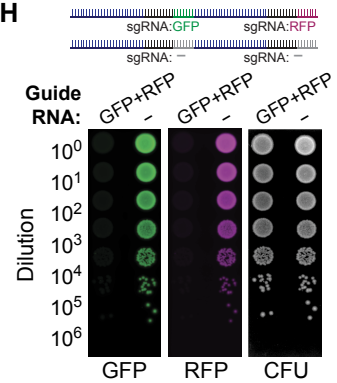 H
sgRNA:GFP sgRNA:RFP
sgRNA: – sgRNA: –
Guide RNA:
GFP+RFP – GFP+RFP – GFP+RFP –
Dilution
10⁰
10¹
10²
10³
10⁴
10⁵
10⁶
GFP RFP CFU